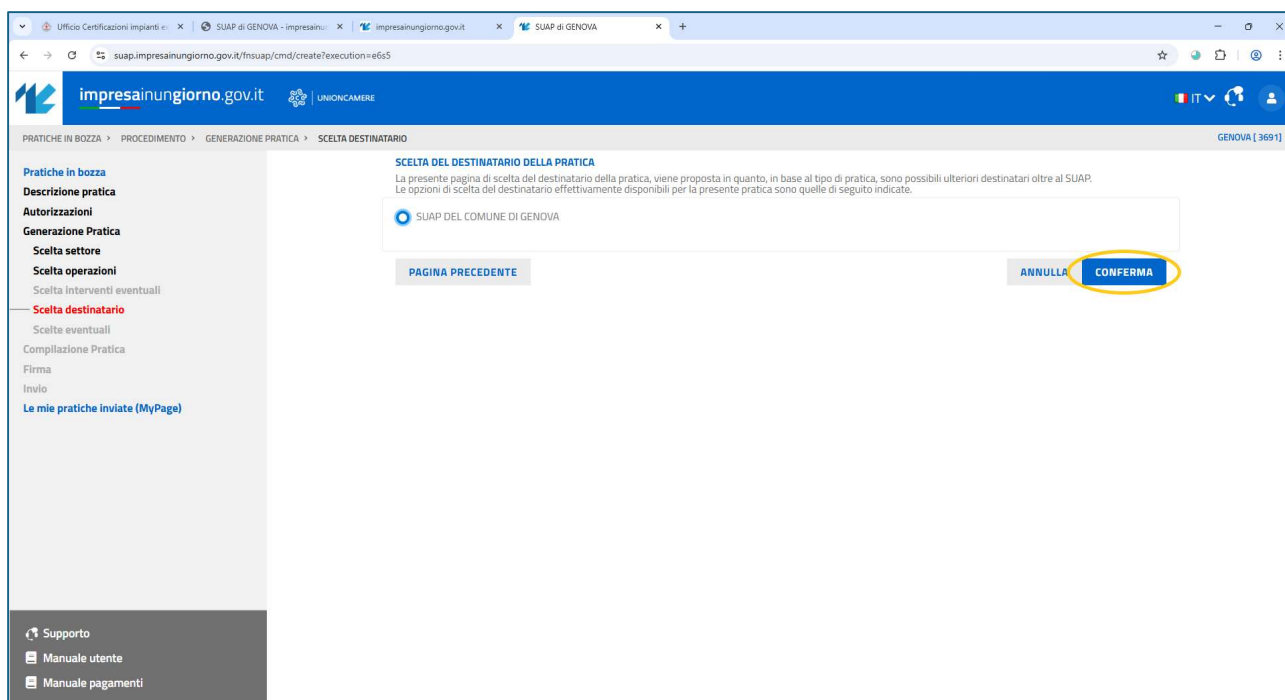 Ufficio Certificazioni impianti e
SUAP di GENOVA - impresainu
impresainungiorno.gov.it
SUAP di GENOVA
suap.impresainungiorno.gov.it/fnsuap/cmd/create?execution=e6s5
impresainungiorno.gov.it
UNIONCAMERE
IT
PRATICHE IN BOZZA > PROCEDIMENTO > GENERAZIONE PRATICA > SCELTA DESTINATARIO
GENOVA [ 3691]
Pratiche in bozza
Descrizione pratica
Autorizzazioni
Generazione Pratica
Scelta settore
Scelta operazioni
Scelta interventi eventuali
Scelta destinatario
Scelte eventuali
Compilazione Pratica
Firma
Invio
Le mie pratiche inviate (MyPage)
SCELTA DEL DESTINATARIO DELLA PRATICA
La presente pagina di scelta del destinatario della pratica, viene proposta in quanto, in base al tipo di pratica, sono possibili ulteriori destinatari oltre al SUAP.
Le opzioni di scelta del destinatario effettivamente disponibili per la presente pratica sono quelle di seguito indicate.
SUAP DEL COMUNE DI GENOVA
PAGINA PRECEDENTE
ANNULLA
CONFERMA
Supporto
Manuale utente
Manuale pagamenti